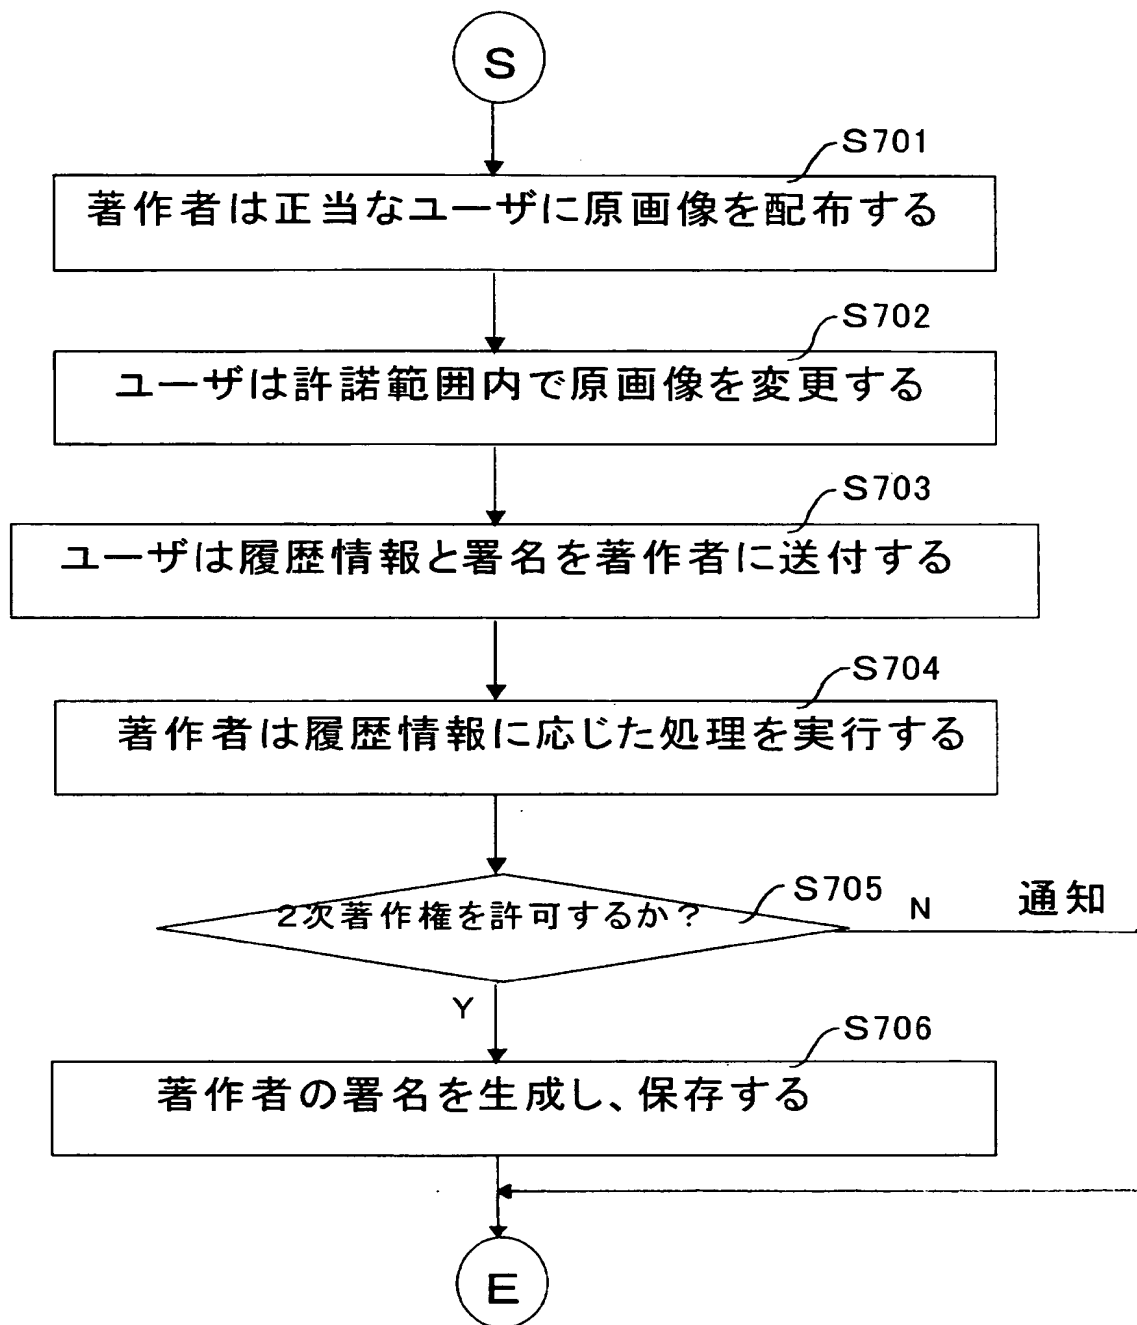 S
S701
著作者は正当なユーザに原画像を配布する
S702
ユーザは許諾範囲内で原画像を変更する
S703
ユーザは履歴情報と署名を著作者に送付する
S704
著作者は履歴情報に応じた処理を実行する
S705
2次著作権を許可するか?
N
通知
Y
S706
著作者の署名を生成し、保存する
E